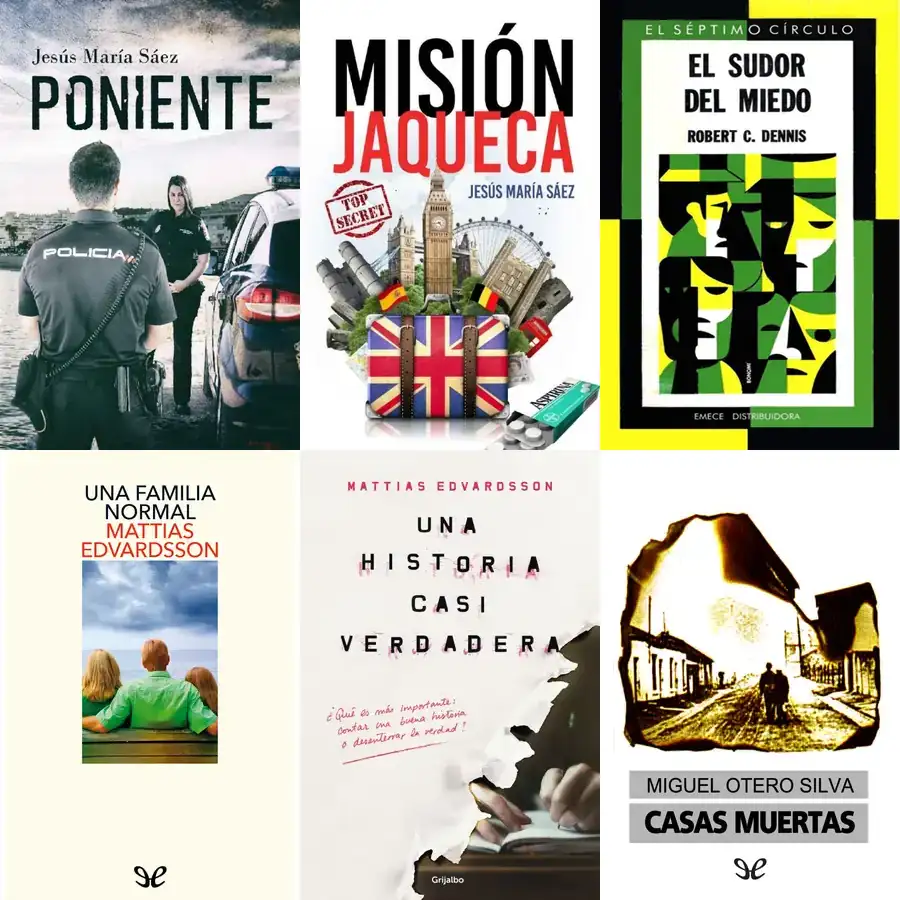 Jesús María Sáez
PONIENTE
POLICIA
MISIÓN
JAQUECA
JESÚS MARÍA SÁEZ
TOP
SECRET
ASPIRINA
EL SÉPTIMO CÍRCULO
EL SUDOR
DEL MIEDO
ROBERT C. DENNIS
BONOMI
EMECE DISTRIBUIDORA
UNA FAMILIA
NORMAL
MATTIAS
EDVARDSSON
MATTIAS EDVARDSSON
UNA
HISTORIA
CASI
VERDADERA
¿Qué es más importante:
contar una buena historia
o desenterrar la verdad?
Grijalbo
MIGUEL OTERO SILVA
CASAS MUERTAS